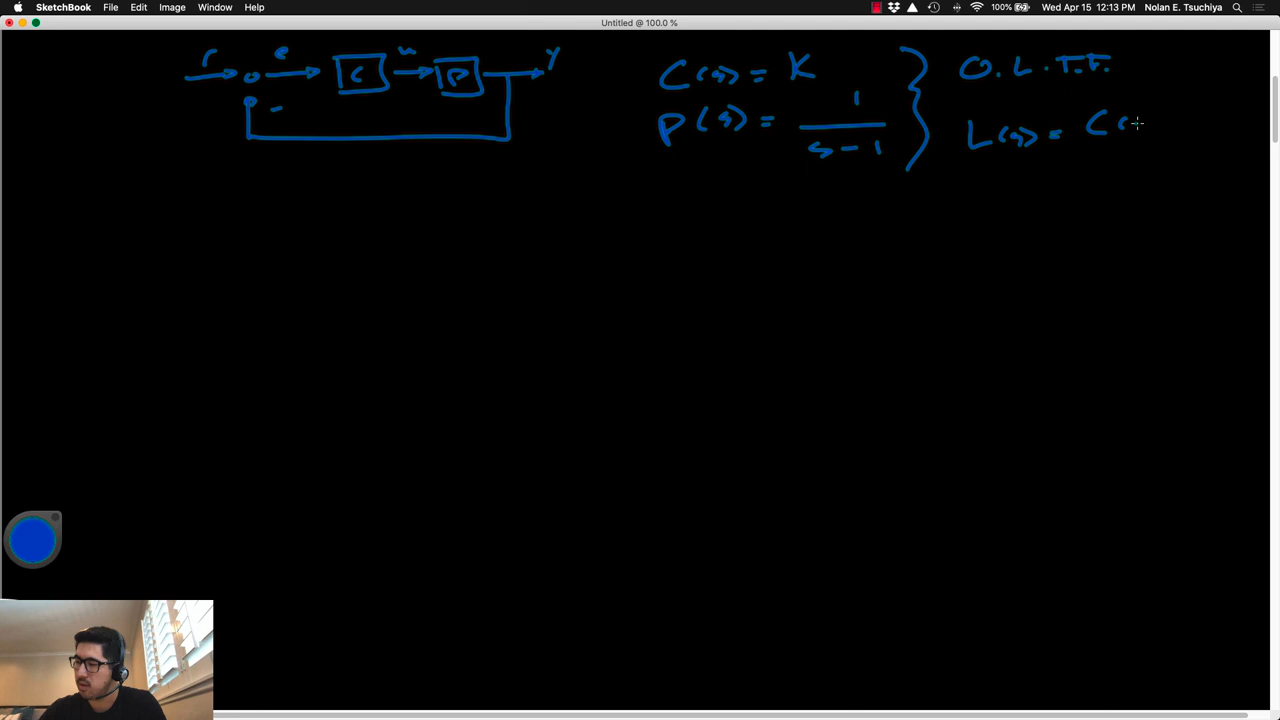 SketchBook File Edit Image Window Help 100% Wed Apr 15 12:13 PM Nolan E. Tsuchiya
Untitled @ 100.0 %
r e C u P y
-
C(s) = K
P(s) = 1 / s - 1
O.L.T.F.
L(s) = C(